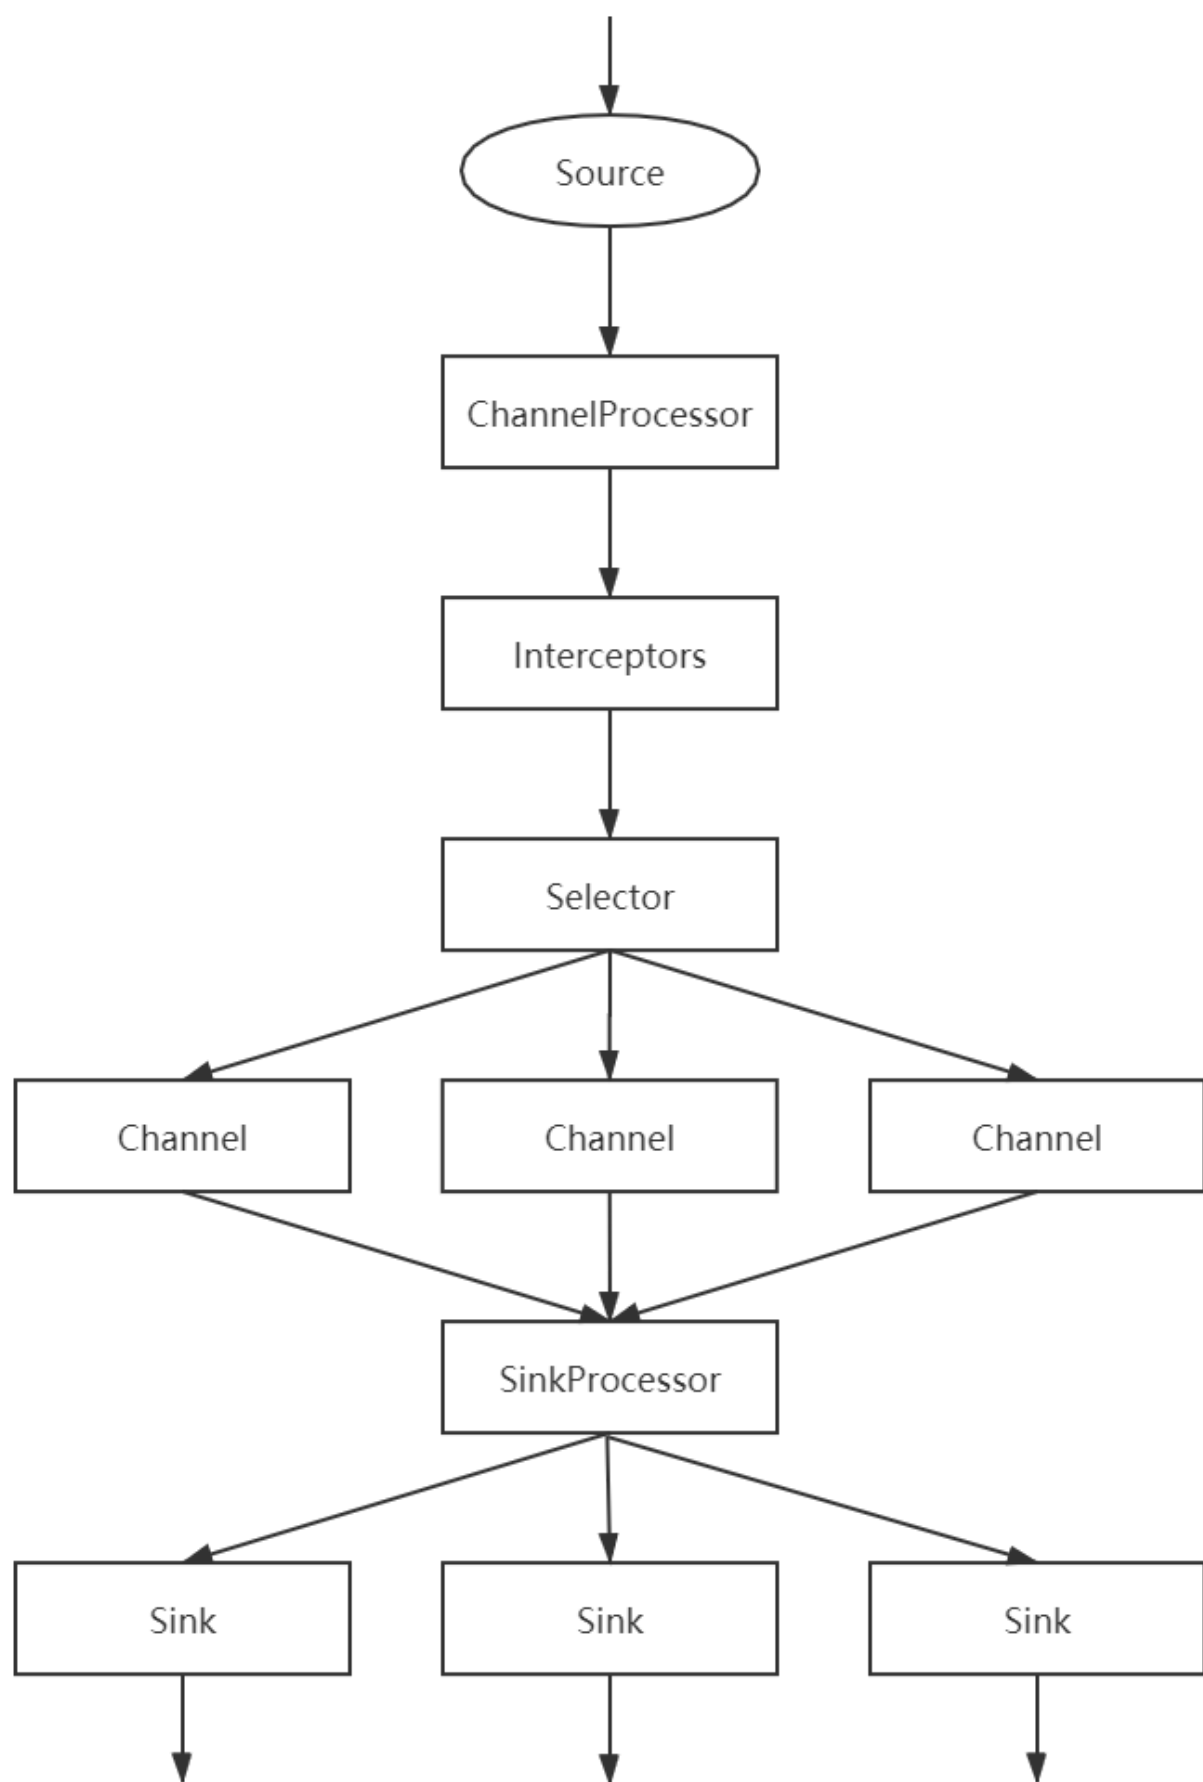 Source
ChannelProcessor
Interceptors
Selector
Channel
Channel
Channel
SinkProcessor
Sink
Sink
Sink